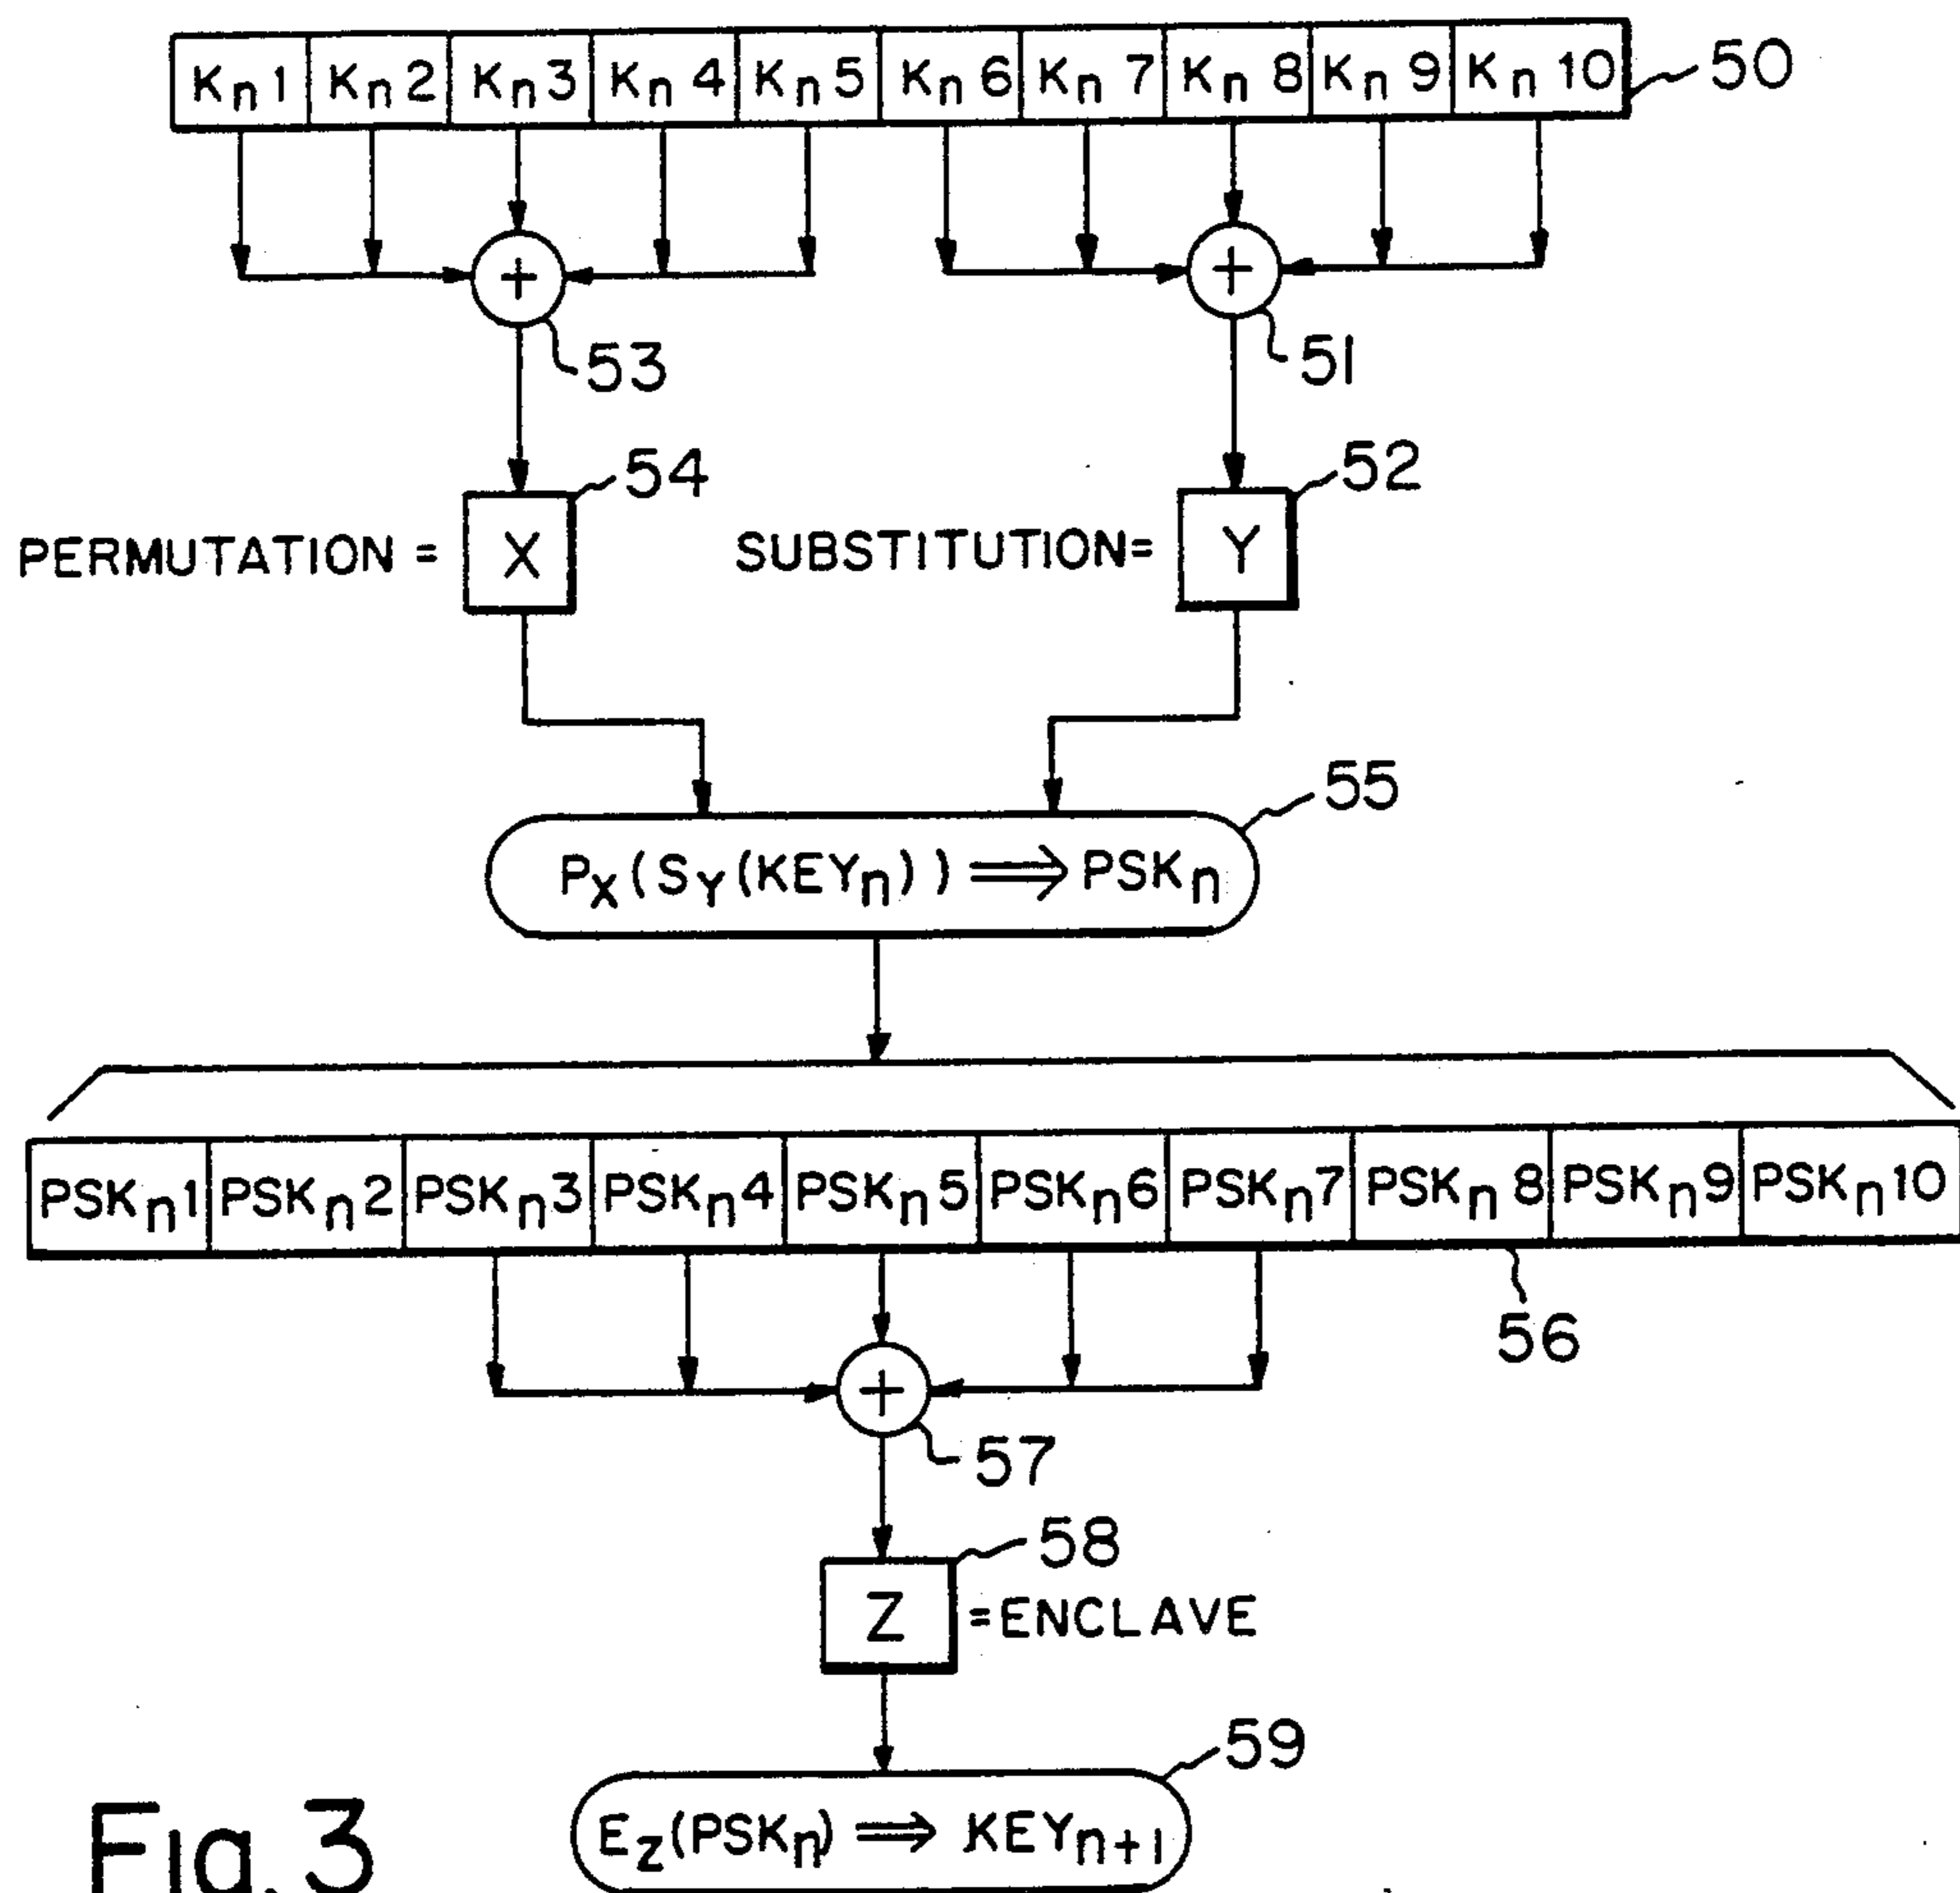 Kn1 Kn2 Kn3 Kn4 Kn5 Kn6 Kn7 Kn8 Kn9 Kn10 50
+ +
53 51
54 52
PERMUTATION = X SUBSTITUTION= Y
55
PX(SY(KEYn)) ⟹ PSKn
PSKn1 PSKn2 PSKn3 PSKn4 PSKn5 PSKn6 PSKn7 PSKn8 PSKn9 PSKn10
56
+
57
58
Z =ENCLAVE
59
EZ(PSKn) ⟹ KEYn+1
Fig.3